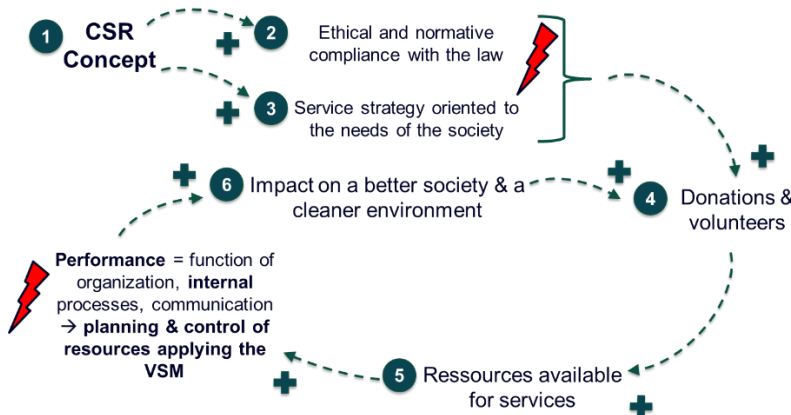 1 CSR Concept
2 Ethical and normative
compliance with the law
3 Service strategy oriented to
the needs of the society
6 Impact on a better society & a
cleaner environment
4 Donations &
volunteers
Performance = function of
organization, internal
processes, communication
→ planning & control of
resources applying the
VSM
5 Ressources available
for services